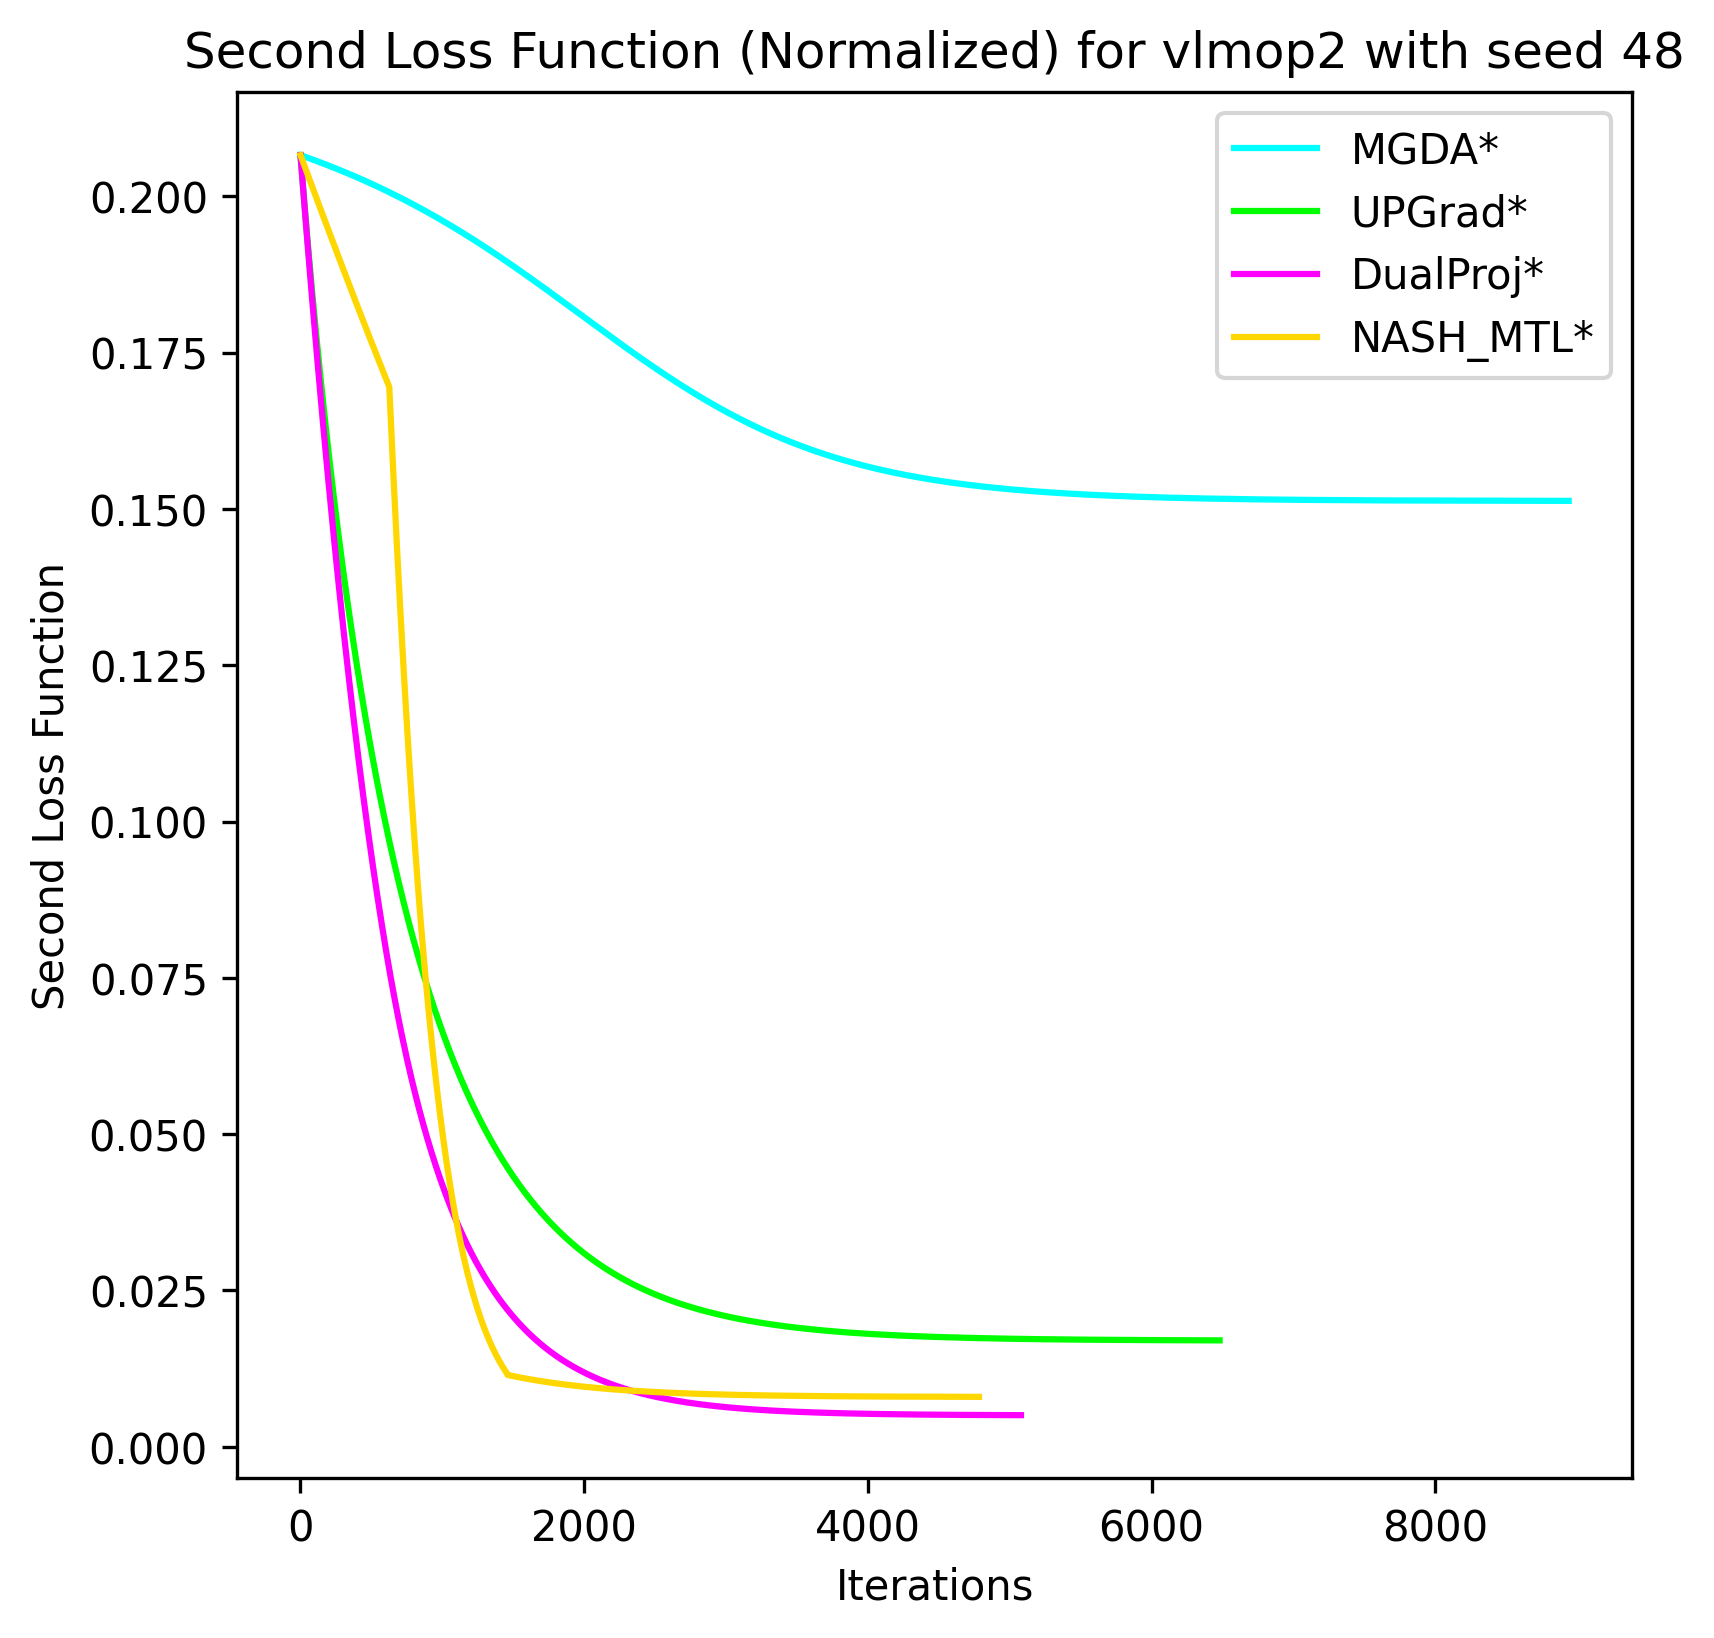 Second Loss Function (Normalized) for vlmop2 with seed 48
MGDA*
UPGrad*
DualProj*
NASH_MTL*
Second Loss Function
0.200
0.175
0.150
0.125
0.100
0.075
0.050
0.025
0.000
0 2000 4000 6000 8000
Iterations